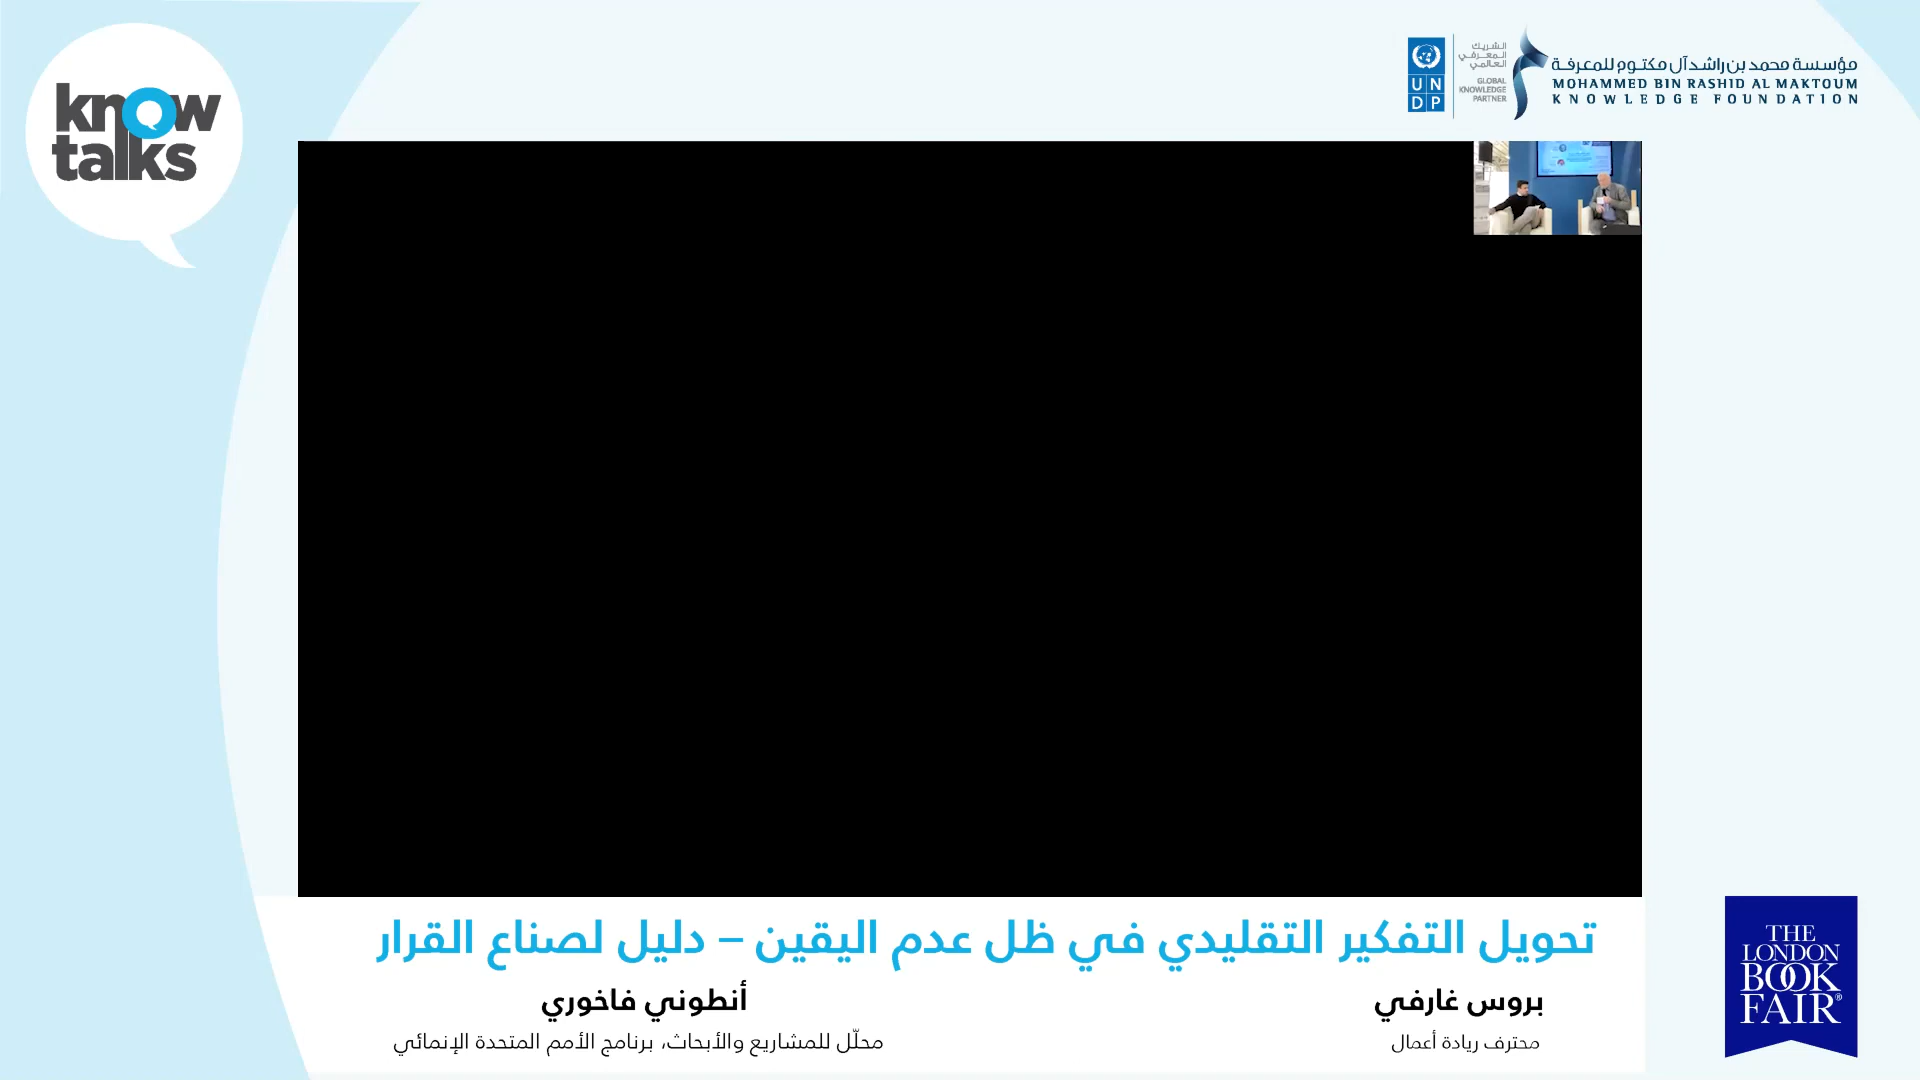 know
talks
UN
DP
الشريك
المعرفي
العالمي
GLOBAL
KNOWLEDGE
PARTNER
مؤسسة محمد بن راشد آل مكتوم للمعرفة
MOHAMMED BIN RASHID AL MAKTOUM
KNOWLEDGE FOUNDATION
تحويل التفكير التقليدي في ظل عدم اليقين – دليل لصناع القرار
بروس غارفي
محترف ريادة أعمال
أنطوني فاخوري
محلّل للمشاريع والأبحاث، برنامج الأمم المتحدة الإنمائي
THE
LONDON
BOOK
FAIR®